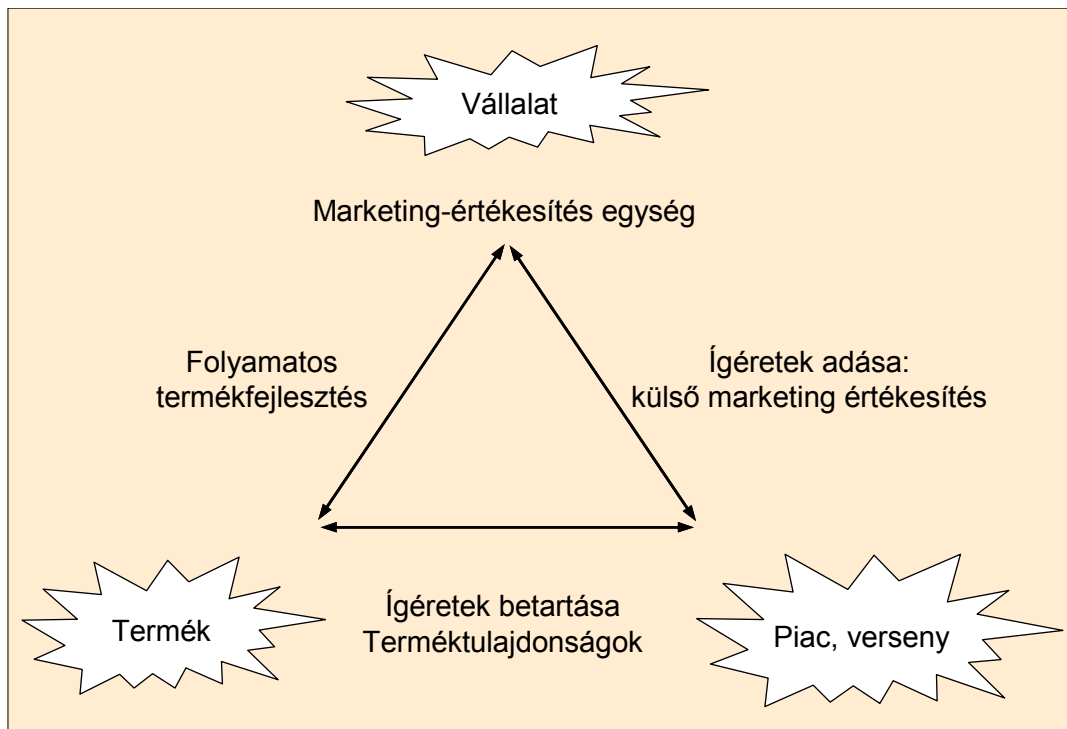 Vállalat
Marketing-értékesítés egység
Folyamatos
termékfejlesztés
Ígéretek adása:
külső marketing értékesítés
Termék
Ígéretek betartása
Terméktulajdonságok
Piac, verseny